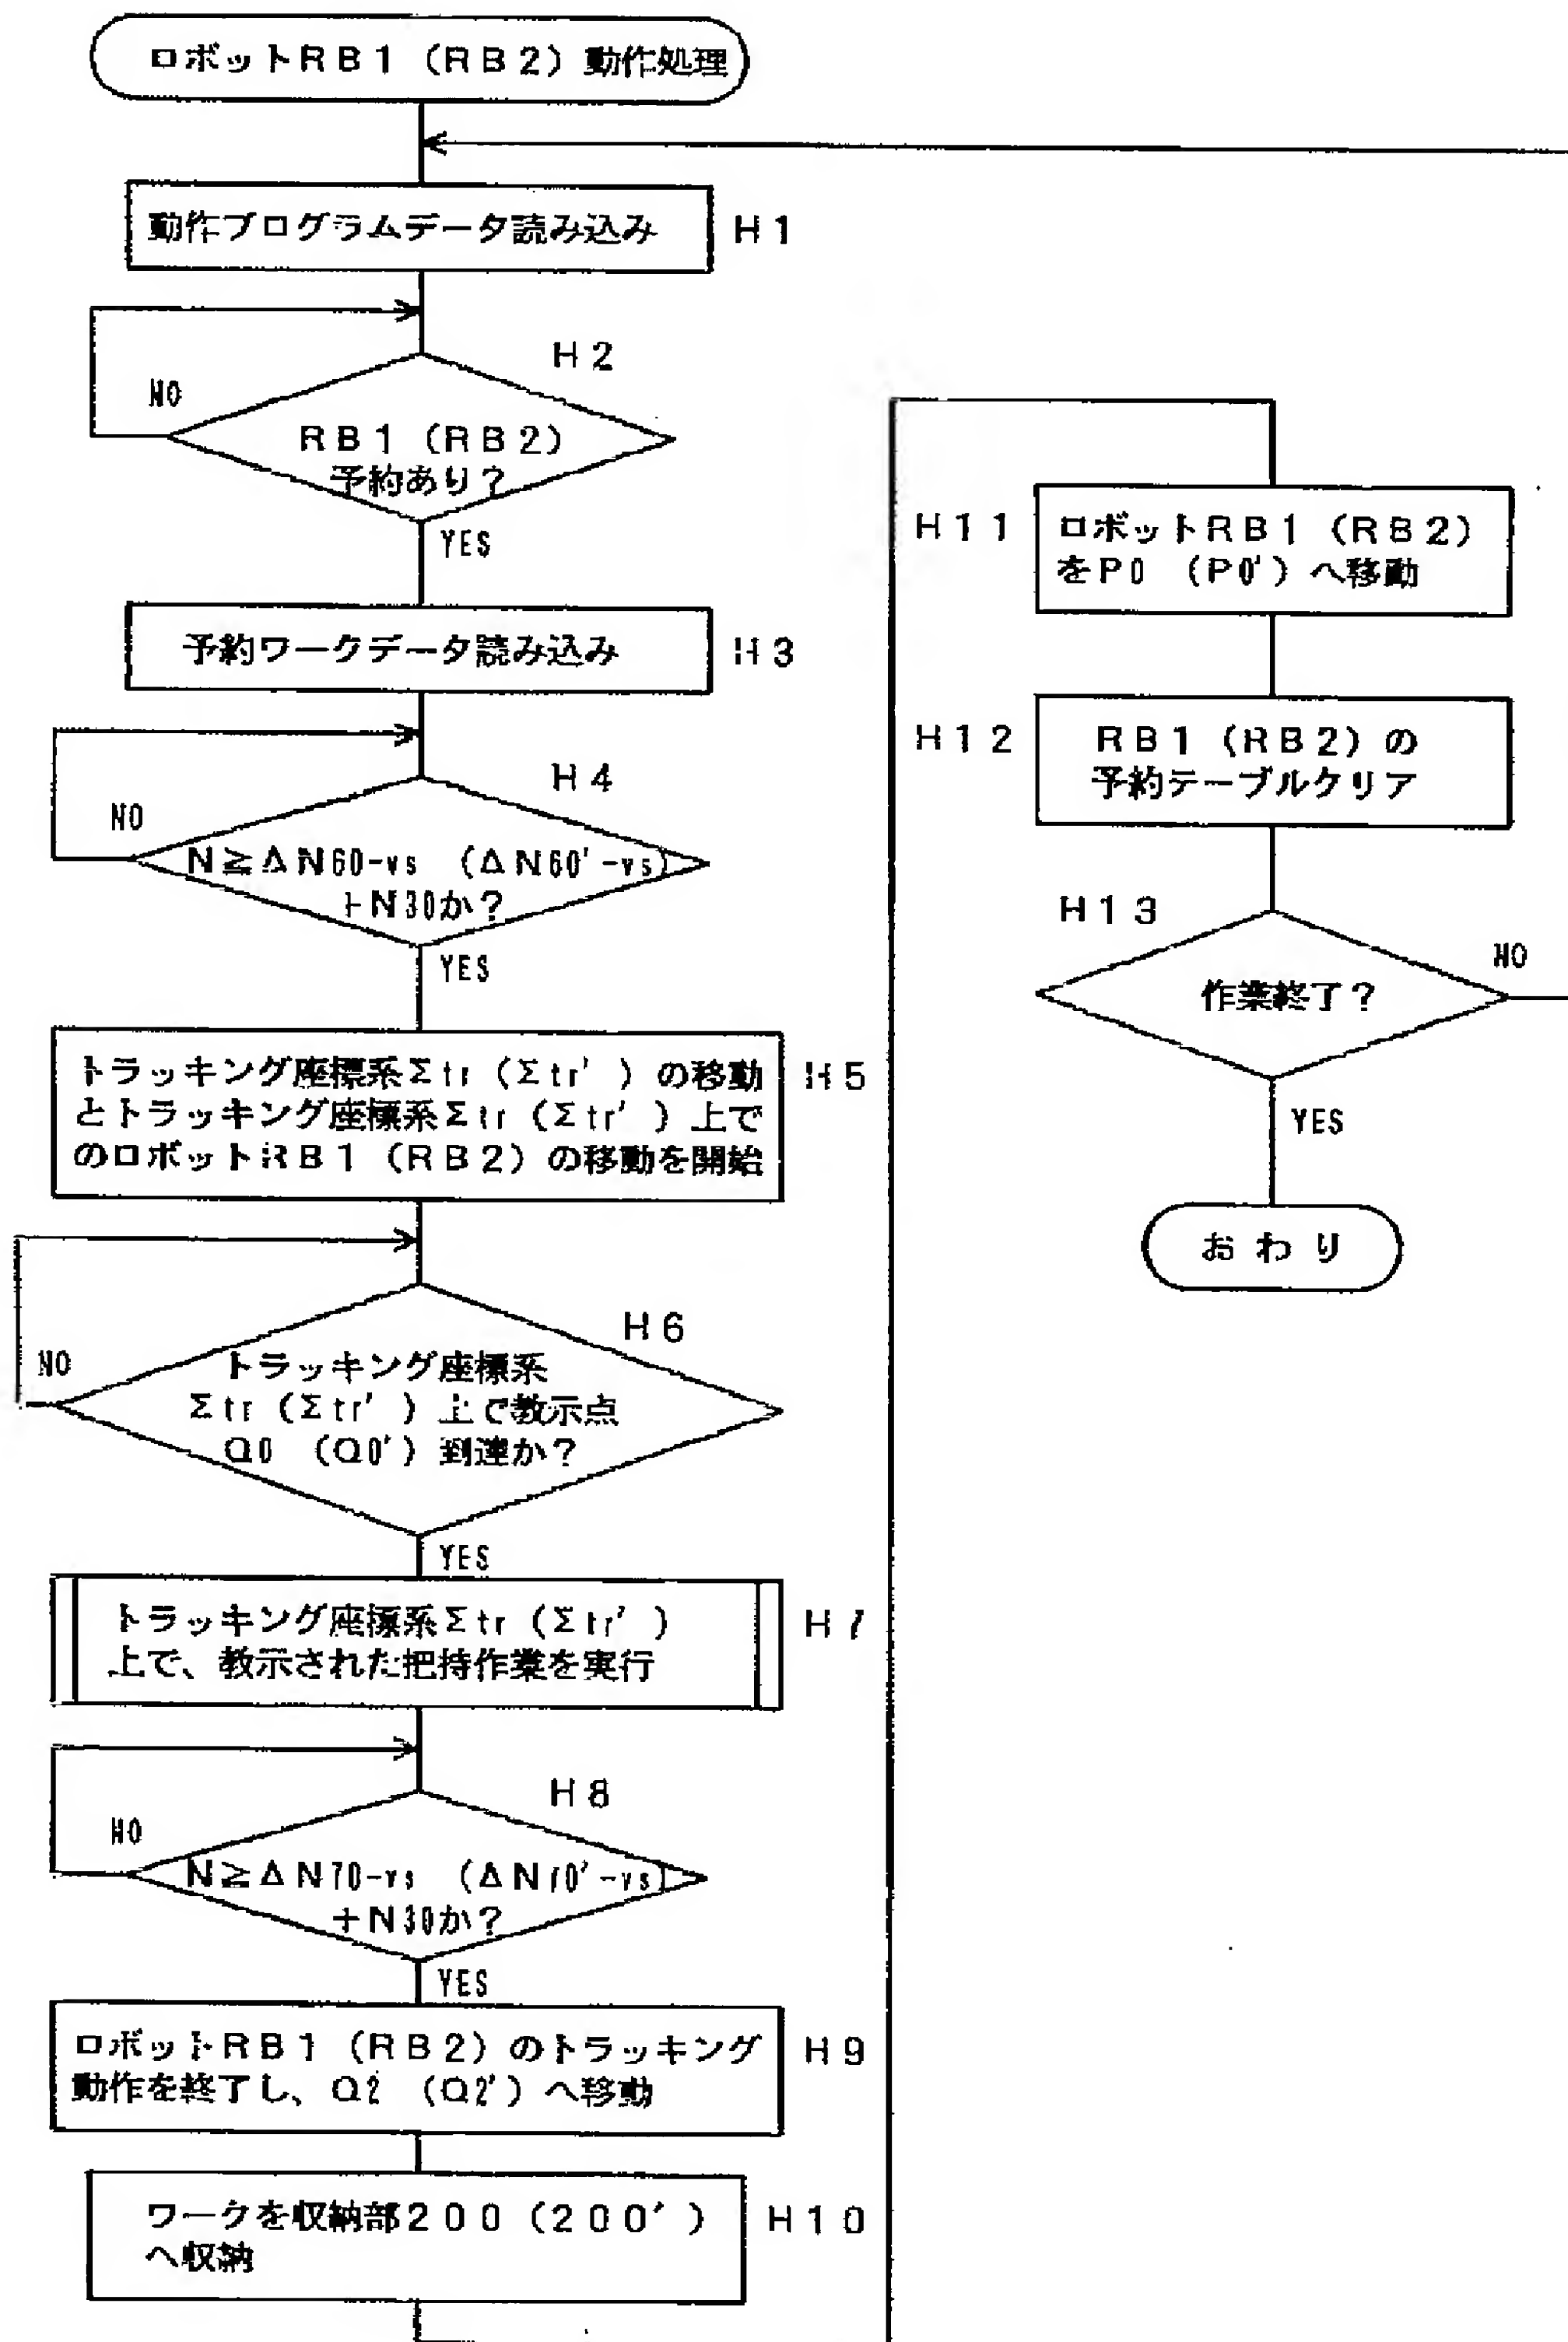 ロボットRB1（RB2）動作処理
動作プログラムデータ読み込み
H1
H2
NO
RB1（RB2）
予約あり？
YES
予約ワークデータ読み込み
H3
H4
NO
N≧ΔN60-vs （ΔN60'-vs）
+N30か？
YES
トラッキング座標系Σtr（Σtr'）の移動
とトラッキング座標系Σtr（Σtr'）上で
のロボットRB1（RB2）の移動を開始
H5
H6
NO
トラッキング座標系
Σtr（Σtr'）上で教示点
Q0 （Q0'）到達か？
YES
トラッキング座標系Σtr（Σtr'）
上で、教示された把持作業を実行
H7
H8
NO
N≧ΔN70-vs （ΔN70'-vs）
+N30か？
YES
ロボットRB1（RB2）のトラッキング
動作を終了し、Q2 （Q2'）へ移動
H9
ワークを収納部200（200'）
へ収納
H10
H11
ロボットRB1（RB2）
をP0 （P0'）へ移動
H12
RB1（RB2）の
予約テーブルクリア
H13
NO
作業終了？
YES
おわり